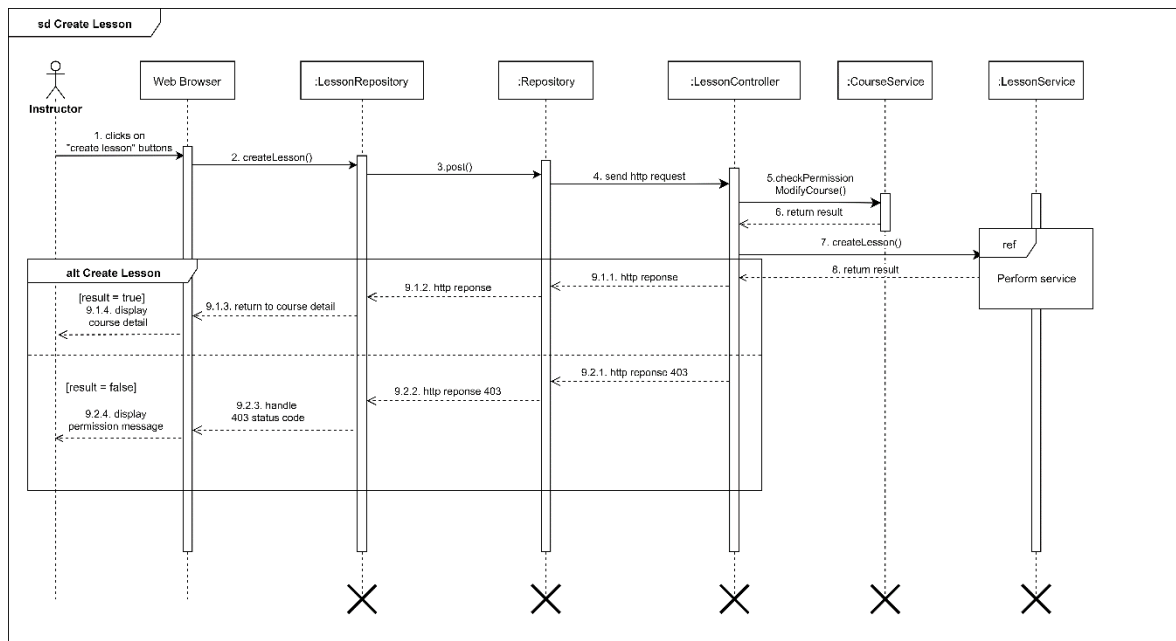 sd Create Lesson
Instructor
Web Browser
:LessonRepository
:Repository
:LessonController
:CourseService
:LessonService
1. clicks on
"create lesson" buttons
2. createLesson()
3.post()
4. send http request
5.checkPermission
ModifyCourse()
6. return result
7. createLesson()
ref
Perform service
8. return result
alt Create Lesson
9.1.1. http reponse
9.1.2. http reponse
9.1.3. return to course detail
[result = true]
9.1.4. display
course detail
9.2.1. http reponse 403
9.2.2. http reponse 403
9.2.3. handle
403 status code
[result = false]
9.2.4. display
permission message